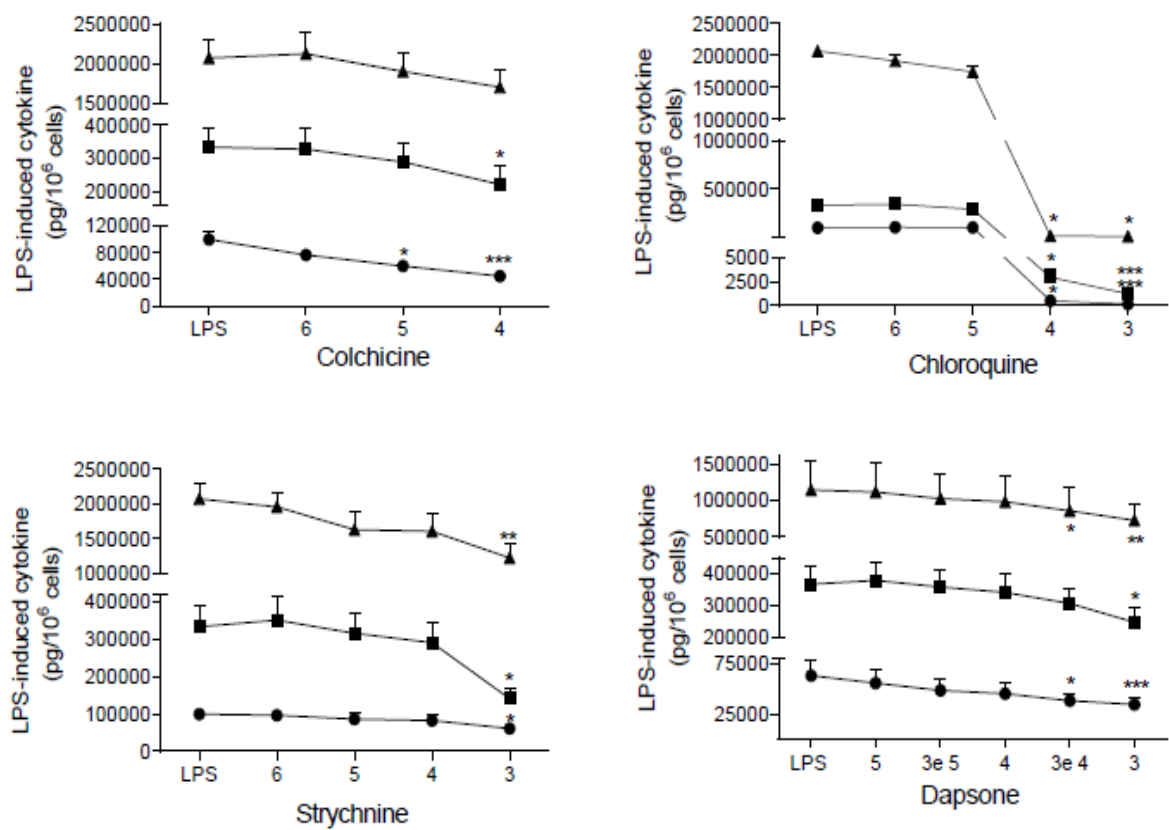 LPS-induced cytokine
(pg/10⁶ cells)
2500000
2000000
1500000
400000
300000
200000
120000
80000
40000
0
*
* ***
LPS 6 5 4
Colchicine
LPS-induced cytokine
(pg/10⁶ cells)
2500000
2000000
1500000
1000000
1000000
500000
5000
2500
0
* *
* ***
* ***
LPS 6 5 4 3
Chloroquine
LPS-induced cytokine
(pg/10⁶ cells)
2500000
2000000
1500000
1000000
400000
300000
200000
100000
0
**
*
*
LPS 6 5 4 3
Strychnine
LPS-induced cytokine
(pg/10⁶ cells)
1500000
1000000
500000
400000
300000
200000
75000
25000
* **
*
* ***
LPS 5 3e 5 4 3e 4 3
Dapsone